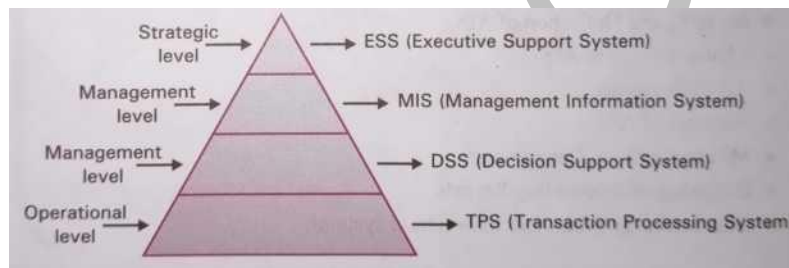 Strategic
level
ESS (Executive Support System)
Management
level
MIS (Management Information System)
Management
level
DSS (Decision Support System)
Operational
level
TPS (Transaction Processing System